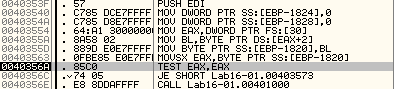 0040353F . 57 PUSH EDI
00403540 . C785 DCE7FFFF MOV DWORD PTR SS:[EBP-1824],0
0040354A . C785 D8E7FFFF MOV DWORD PTR SS:[EBP-1828],0
00403554 . 64:A1 30000000 MOV EAX,DWORD PTR FS:[30]
0040355A . 8A58 02 MOV BL,BYTE PTR DS:[EAX+2]
0040355D . 889D E0E7FFFF MOV BYTE PTR SS:[EBP-1820],BL
00403563 . 0FBE85 E0E7FF MOVSX EAX,BYTE PTR SS:[EBP-1820]
0040356A . 85C0 TEST EAX,EAX
0040356C .v74 05 JE SHORT Lab16-01.00403573
0040356E . E8 8DDAFFFF CALL Lab16-01.00401000